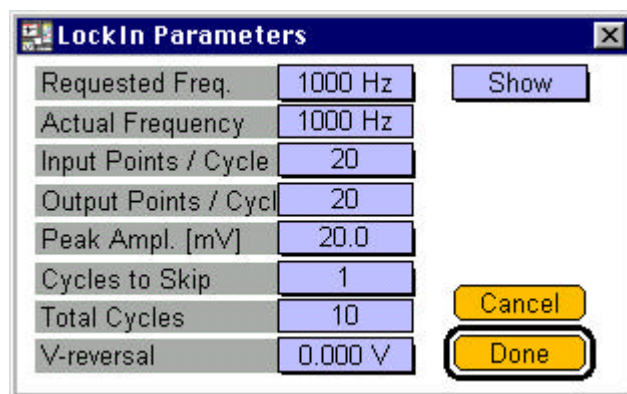 LockIn Parameters
Requested Freq. 1000 Hz Show
Actual Frequency 1000 Hz
Input Points / Cycle 20
Output Points / Cycl 20
Peak Ampl. [mV] 20.0
Cycles to Skip 1
Cancel
Total Cycles 10
V-reversal 0.000 V Done